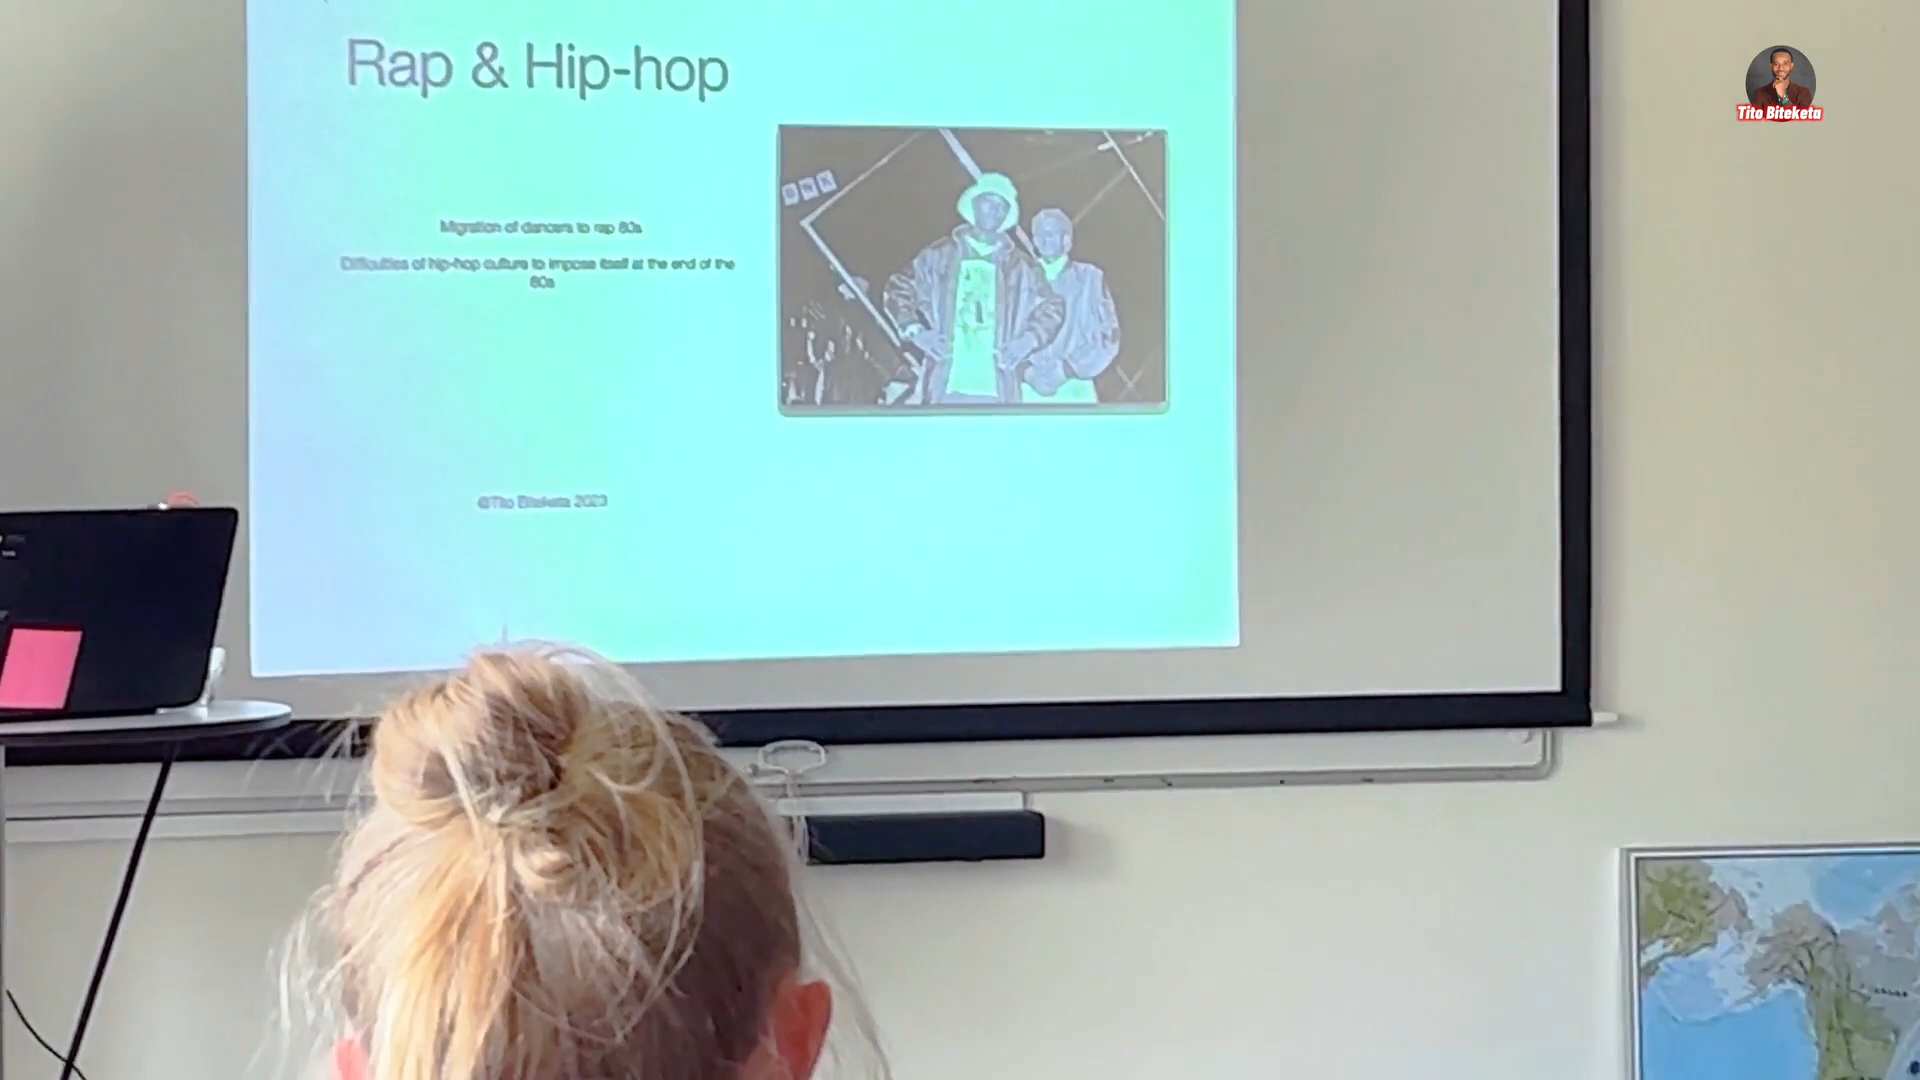 Rap & Hip-hop
Tito Biteketa
Migration of dancers to rap 80s
Difficulties of hip-hop culture to impose itself at the end of the
80s
@Tito Biteketa 2023